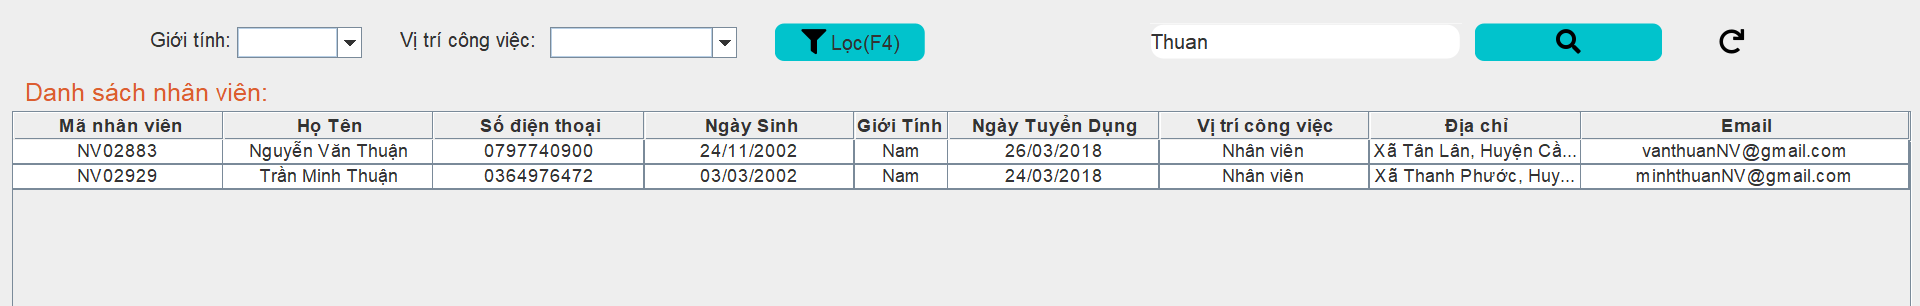 Giới tính: Vị trí công việc: Lọc(F4) Thuan
Danh sách nhân viên:
Mã nhân viên Họ Tên Số điện thoại Ngày Sinh Giới Tính Ngày Tuyển Dụng Vị trí công việc Địa chỉ Email
NV02883 Nguyễn Văn Thuận 0797740900 24/11/2002 Nam 26/03/2018 Nhân viên Xã Tân Lân, Huyện Cầ... vanthuanNV@gmail.com
NV02929 Trần Minh Thuận 0364976472 03/03/2002 Nam 24/03/2018 Nhân viên Xã Thanh Phước, Huy... minhthuanNV@gmail.com